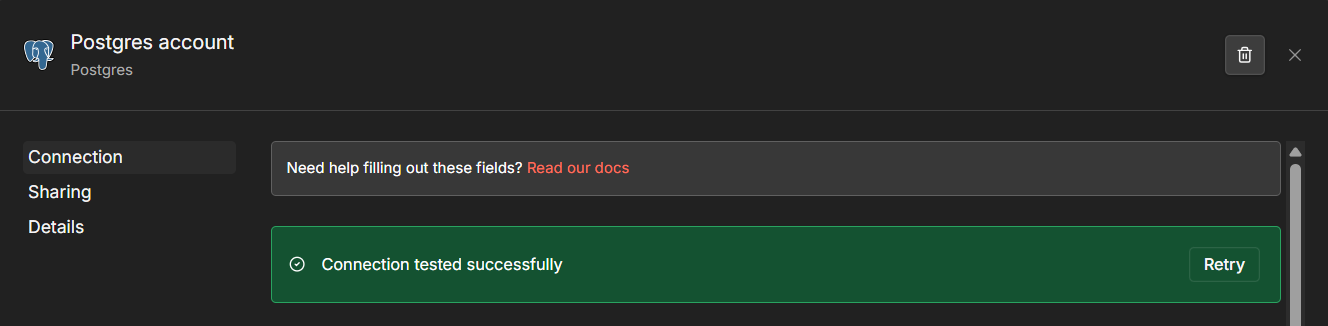 Postgres account
Postgres
Connection
Sharing
Details
Need help filling out these fields? Read our docs
Connection tested successfully
Retry